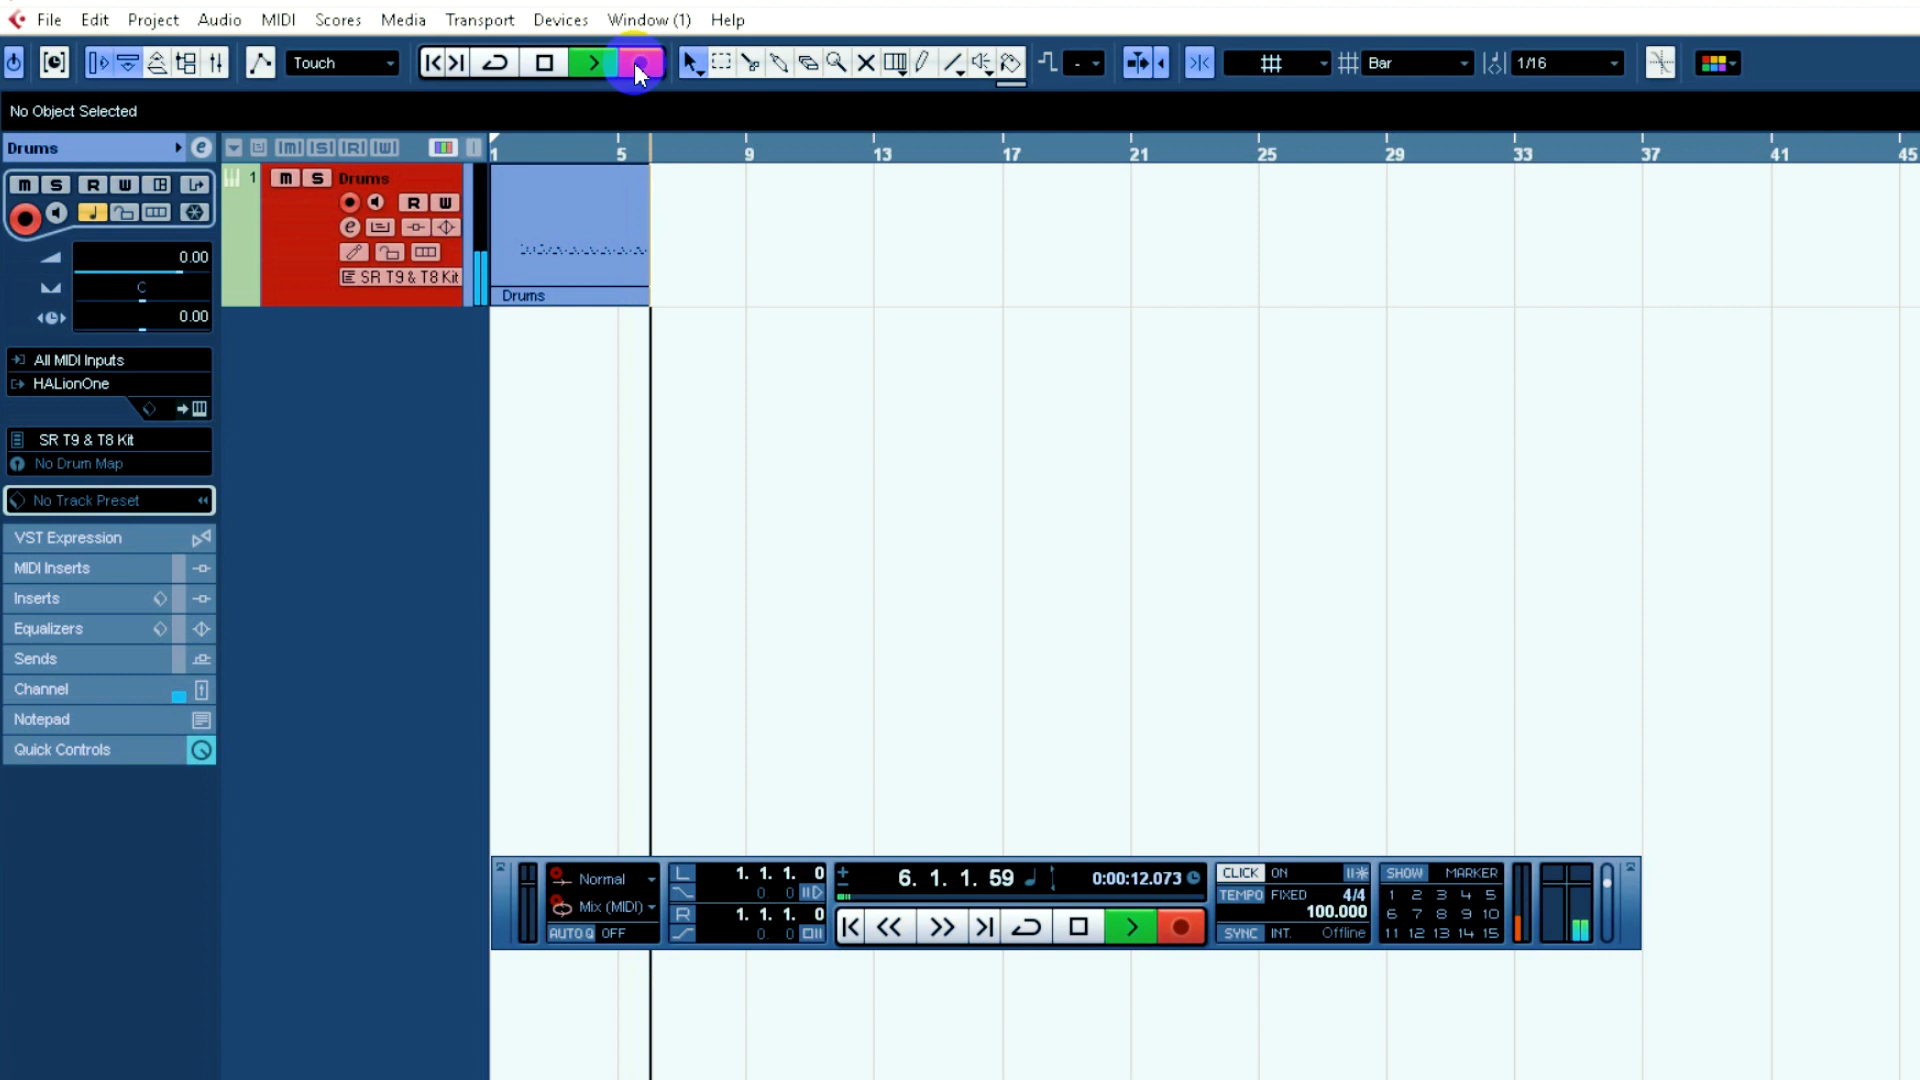 File Edit Project Audio MIDI Scores Media Transport Devices Window (1) Help
Touch - Bar 1/16
No Object Selected
Drums
1 5 9 13 17 21 25 29 33 37 41 45
m S R W
1 m S Drums
R W
SR T9 & T8 Kit
Drums
0.00
C
0.00
All MIDI Inputs
HALionOne
SR T9 & T8 Kit
No Drum Map
No Track Preset
VST Expression
MIDI Inserts
Inserts
Equalizers
Sends
Channel
Notepad
Quick Controls
Normal
Mix (MIDI)
AUTO Q OFF
L 1. 1. 1. 0
0. 0
R 1. 1. 1. 0
0. 0
6. 1. 1. 59 0:00:12.073
CLICK ON
TEMPO FIXED 4/4
100.000
SYNC INT. Offline
SHOW MARKER
1 2 3 4 5
6 7 8 9 10
11 12 13 14 15